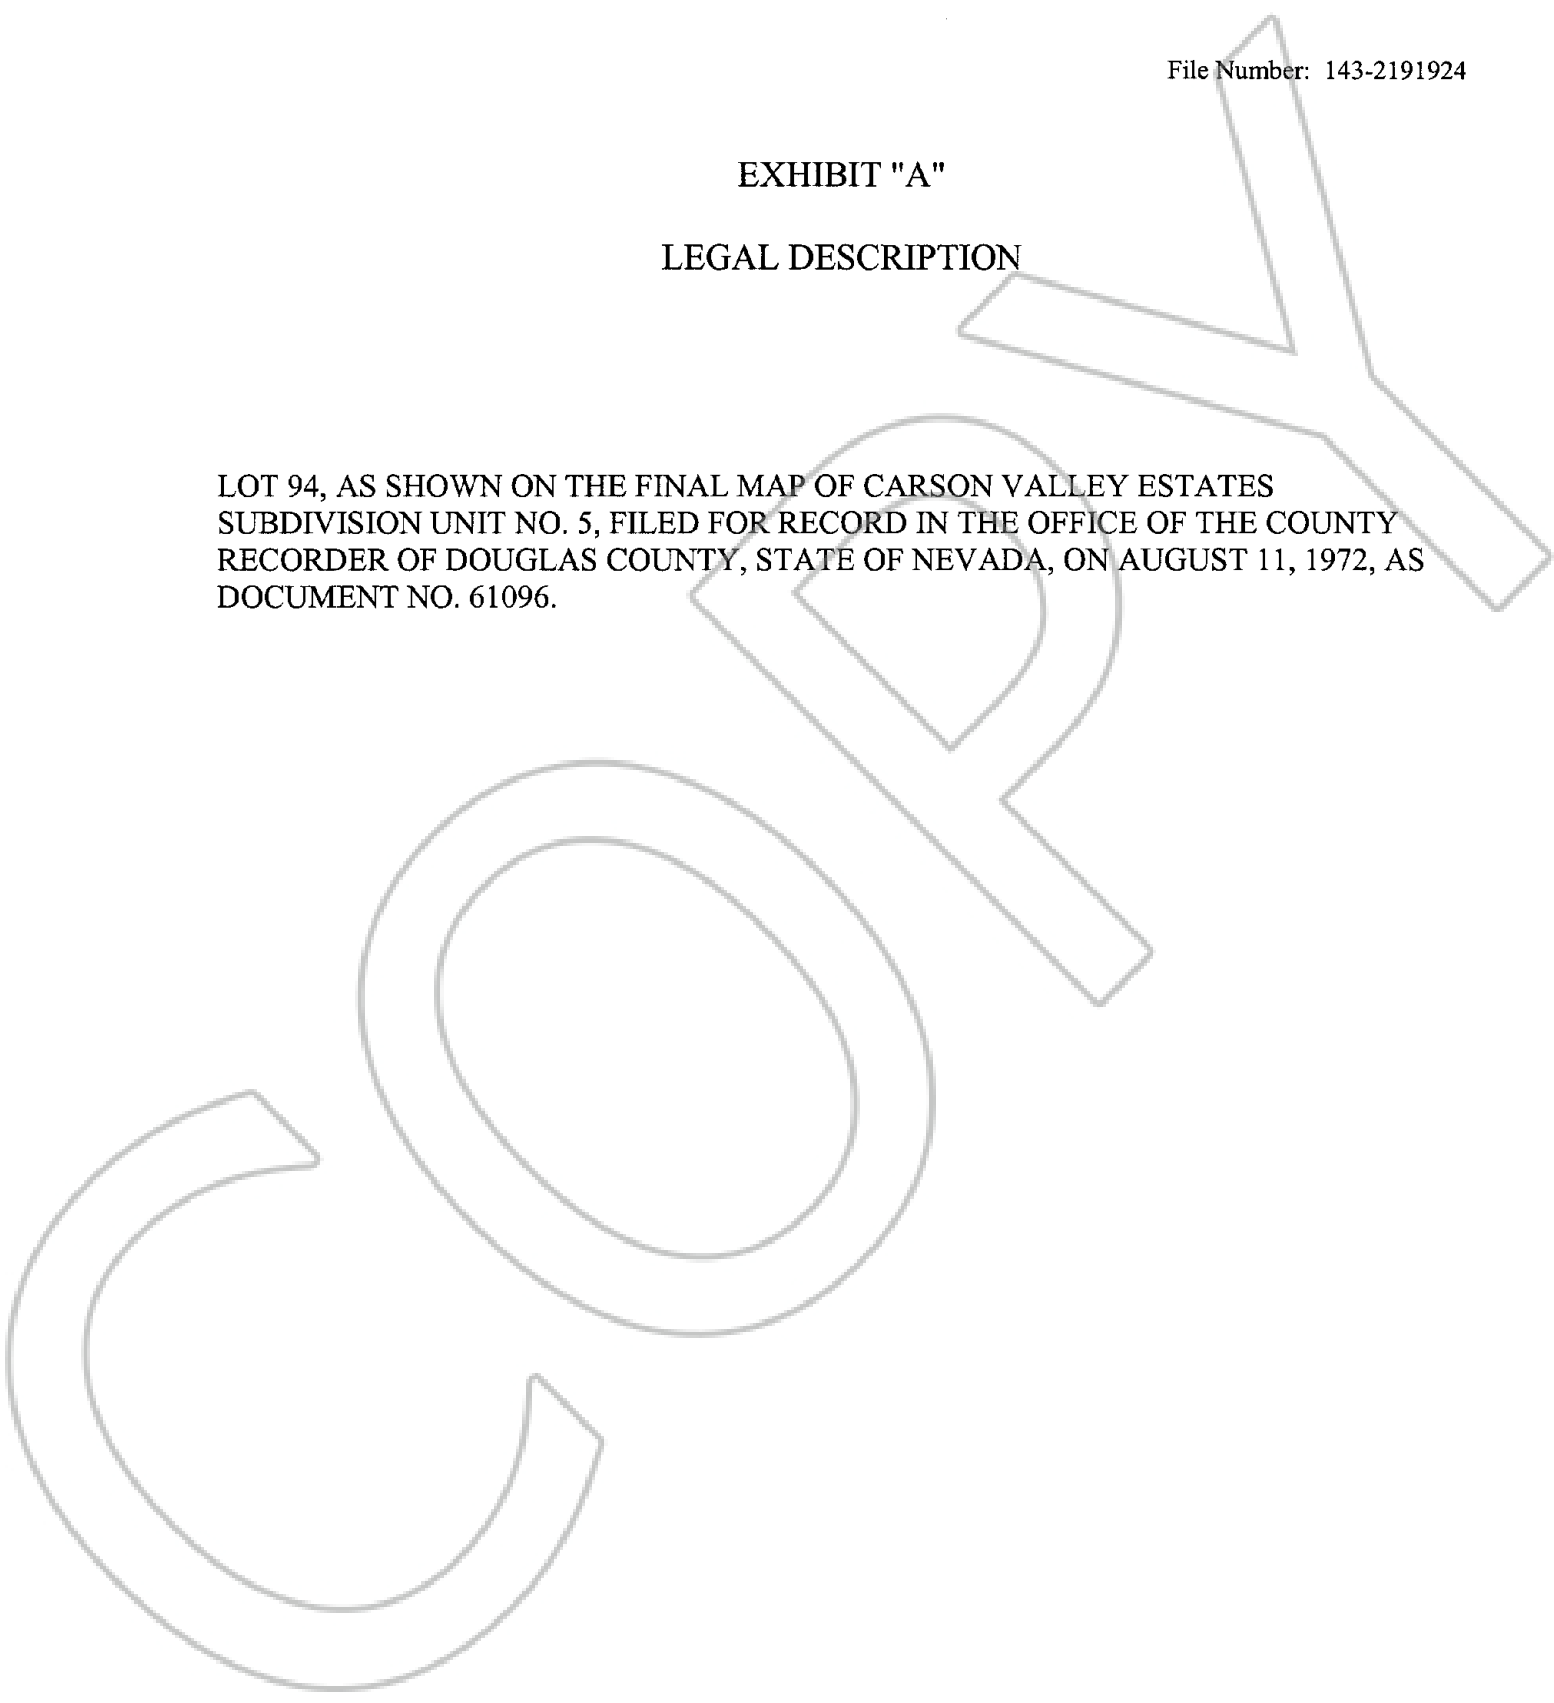 File Number: 143-2191924
EXHIBIT "A"
LEGAL DESCRIPTION
LOT 94, AS SHOWN ON THE FINAL MAP OF CARSON VALLEY ESTATES
SUBDIVISION UNIT NO. 5, FILED FOR RECORD IN THE OFFICE OF THE COUNTY
RECORDER OF DOUGLAS COUNTY, STATE OF NEVADA, ON AUGUST 11, 1972, AS
DOCUMENT NO. 61096.
COPY